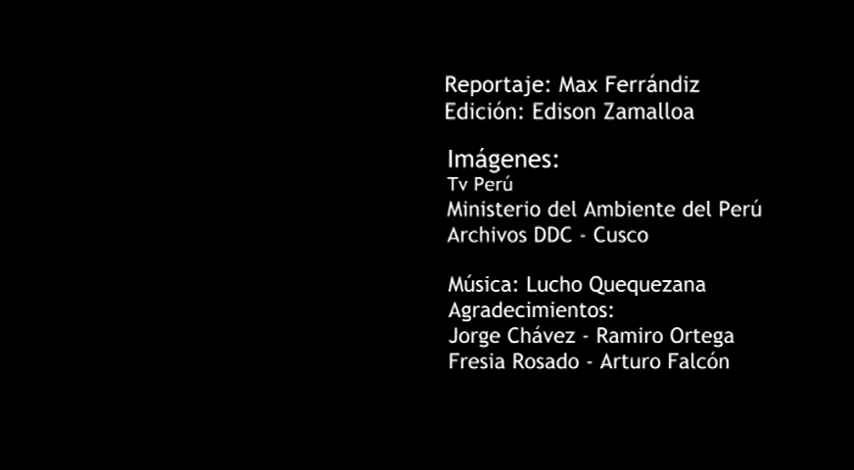 Reportaje: Max Ferrándiz
Edición: Edison Zamalloa
Imágenes:
Tv Perú
Ministerio del Ambiente del Perú
Archivos DDC - Cusco
Música: Lucho Quequezana
Agradecimientos:
Jorge Chávez - Ramiro Ortega
Fresia Rosado - Arturo Falcón